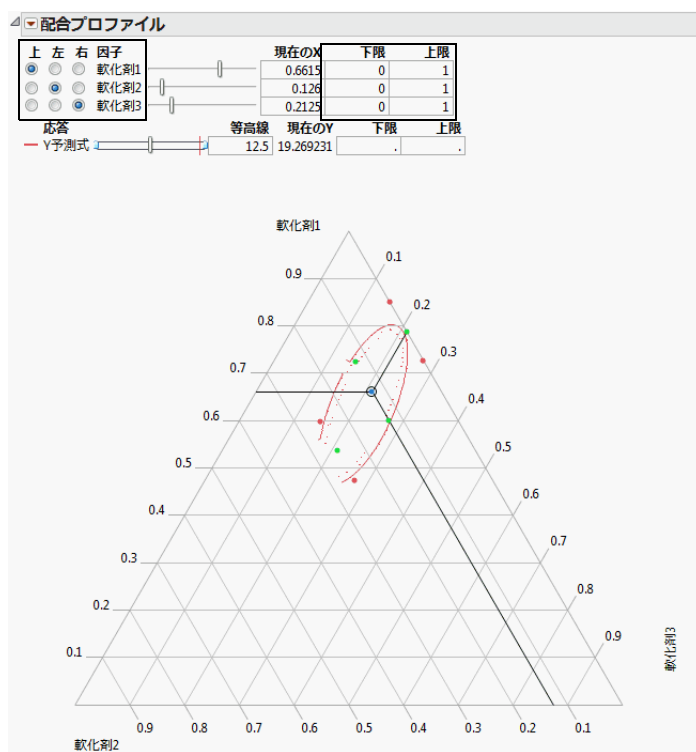 配合プロファイル
上 左 右 因子 現在のX 下限 上限
軟化剤1 0.6615 0 1
軟化剤2 0.126 0 1
軟化剤3 0.2125 0 1
応答 等高線 現在のY 下限 上限
Y予測式 12.5 19.269231 . .
軟化剤1
0.1
0.9
0.2
0.8
0.3
0.7
0.4
0.6
0.5
0.5
0.6
0.4
0.7
0.3
0.8
0.2
0.9
0.1
軟化剤3
0.9 0.8 0.7 0.6 0.5 0.4 0.3 0.2 0.1
軟化剤2